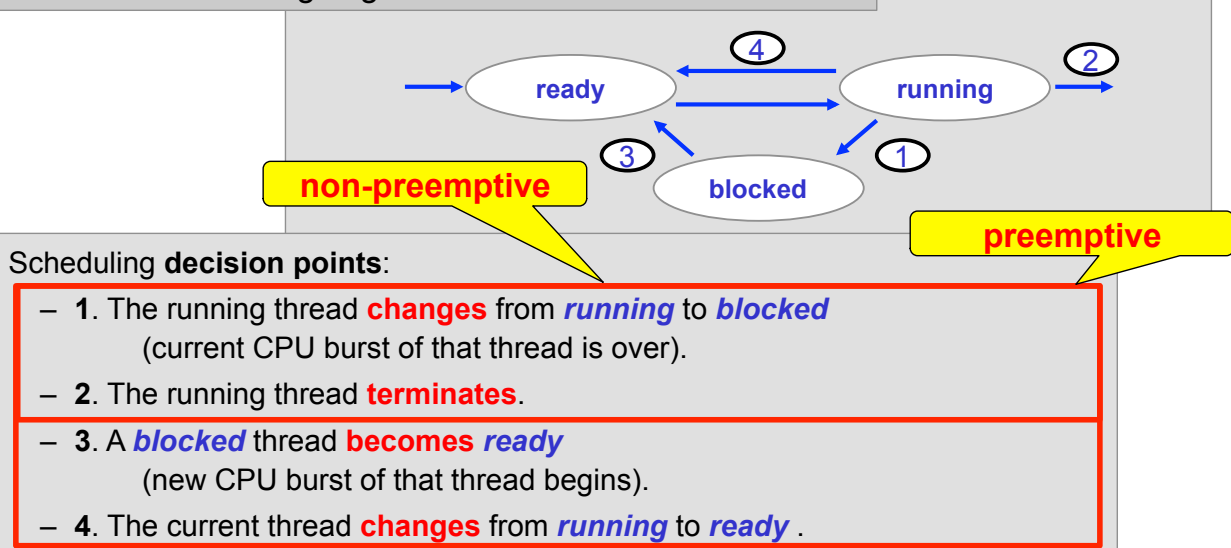 4
2
ready
running
3
1
non-preemptive
blocked
preemptive
Scheduling decision points:
– 1. The running thread changes from running to blocked
(current CPU burst of that thread is over).
– 2. The running thread terminates.
– 3. A blocked thread becomes ready
(new CPU burst of that thread begins).
– 4. The current thread changes from running to ready .